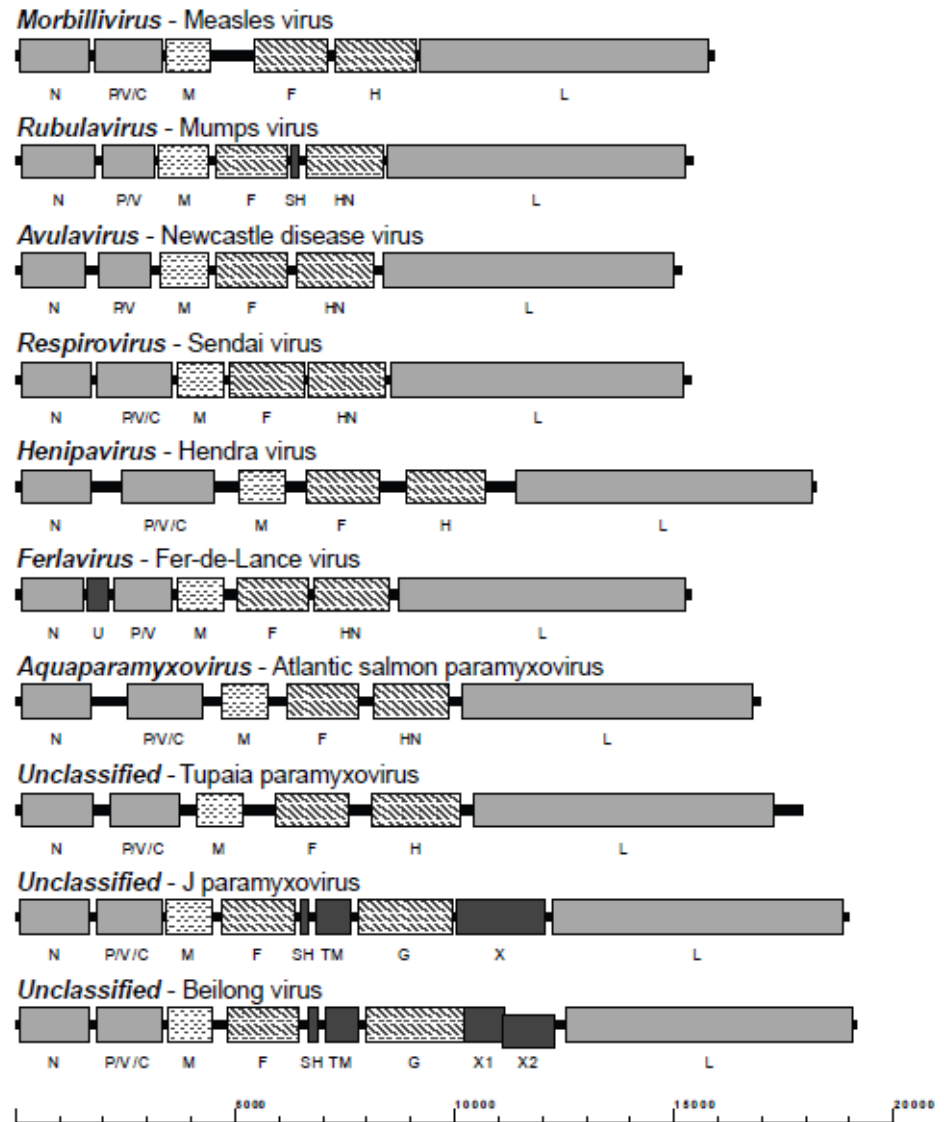 Morbillivirus - Measles virus
N P/V/C M F H L
Rubulavirus - Mumps virus
N P/V M F SH HN L
Avulavirus - Newcastle disease virus
N P/V M F HN L
Respirovirus - Sendai virus
N P/V/C M F HN L
Henipavirus - Hendra virus
N P/V/C M F H L
Ferlavirus - Fer-de-Lance virus
N U P/V M F HN L
Aquaparamyxovirus - Atlantic salmon paramyxovirus
N P/V/C M F HN L
Unclassified - Tupaia paramyxovirus
N P/V/C M F H L
Unclassified - J paramyxovirus
N P/V/C M F SH TM G X L
Unclassified - Beilong virus
N P/V/C M F SH TM G X1 X2 L
5000 10000 15000 20000